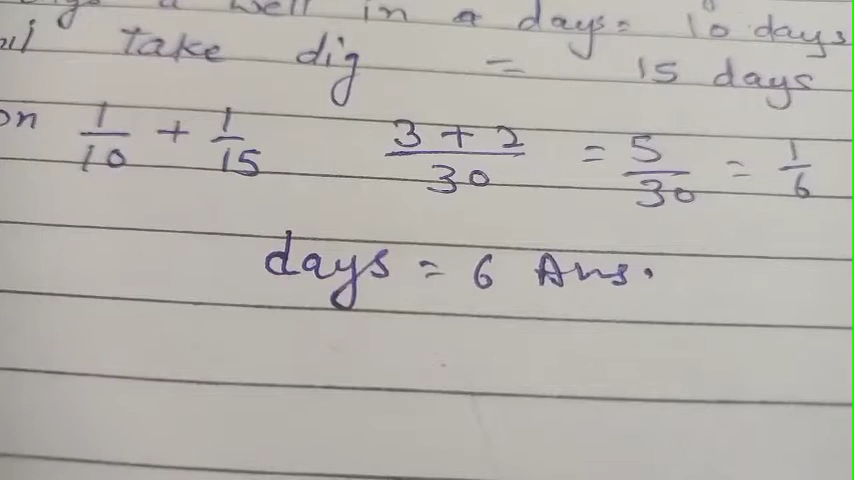 a well in a days = 10 days
take dig = 15 days
on 1/10 + 1/15 3 + 2/30 = 5/30 = 1/6
days = 6 Ans.